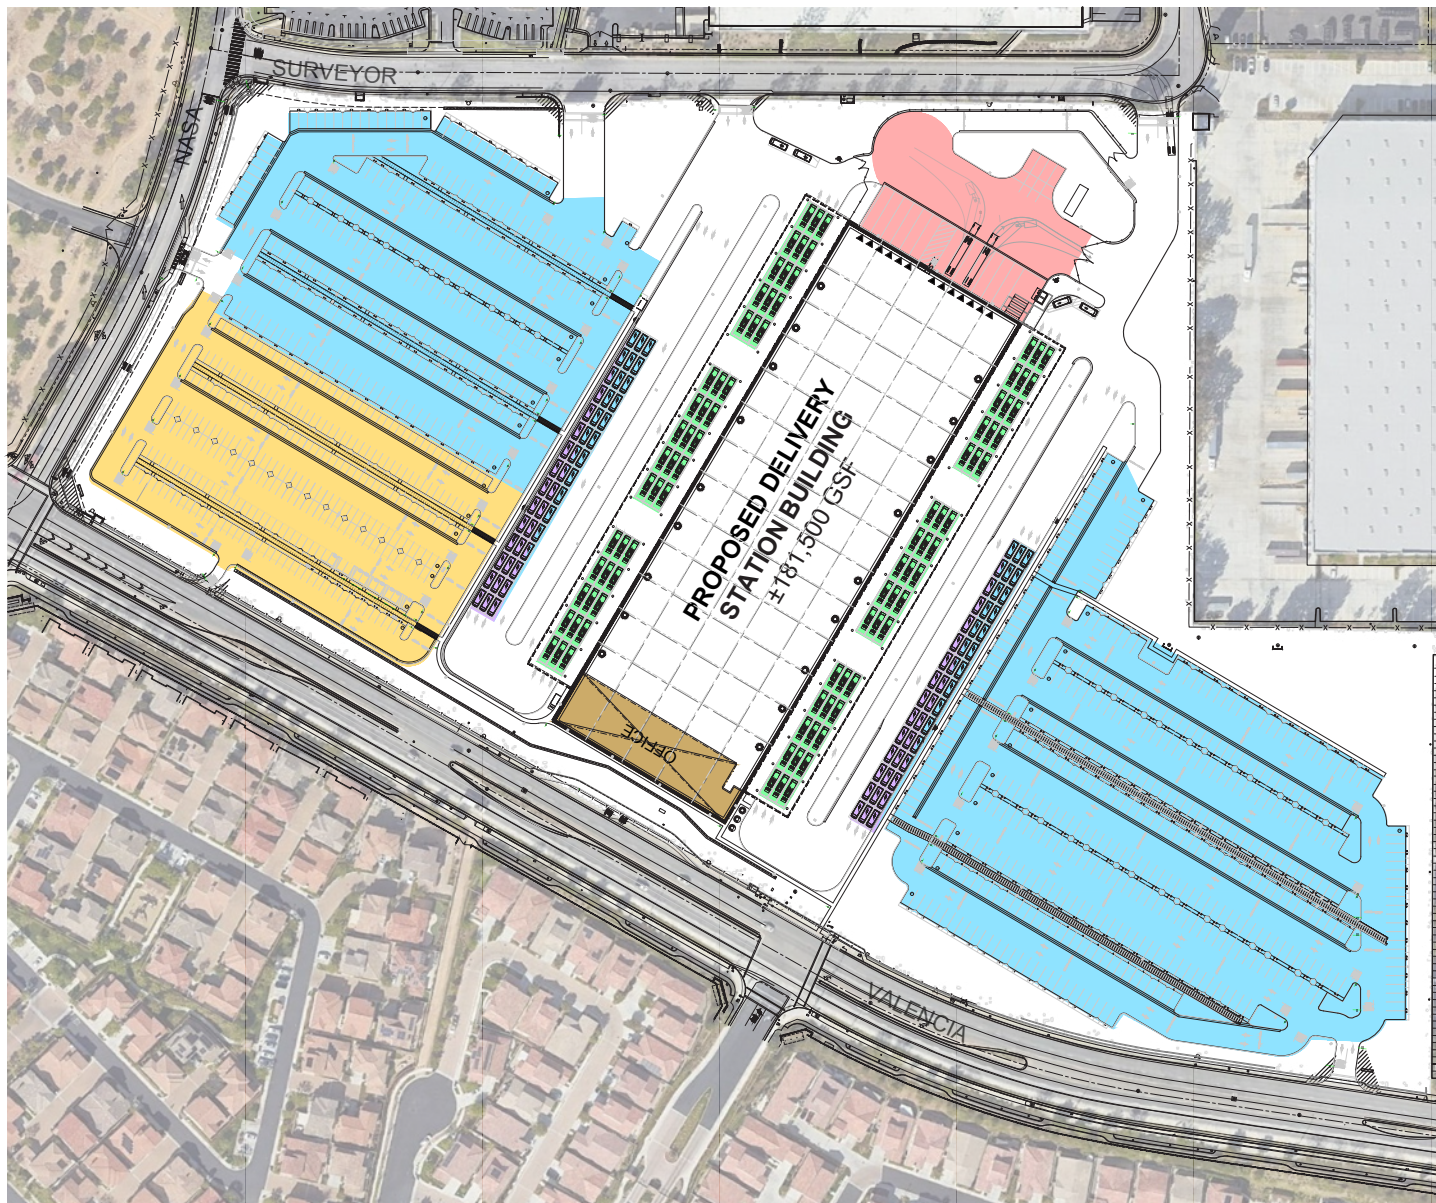 SURVEYOR
NASA
PROPOSED DELIVERY
STATION BUILDING
±181,500 GSF
OFFICE
VALENCIA